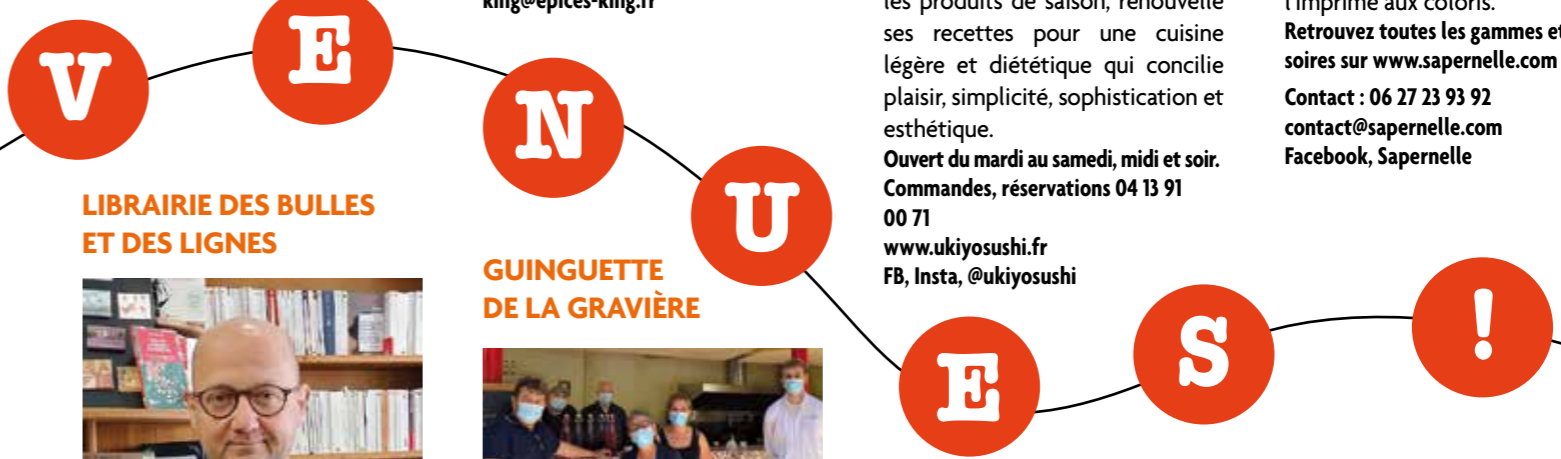 king@epices-king.fr
V
E
N
U
E
S
!
LIBRAIRIE DES BULLES
ET DES LIGNES
GUINGUETTE
DE LA GRAVIÈRE
les produits de saison, renouvelle
ses recettes pour une cuisine
légère et diététique qui concilie
plaisir, simplicité, sophistication et
esthétique.
Ouvert du mardi au samedi, midi et soir.
Commandes, réservations 04 13 91
00 71
www.ukiyosushi.fr
FB, Insta, @ukiyosushi
l'imprimé aux coloris.
Retrouvez toutes les gammes et
soires sur www.sapernelle.com
Contact : 06 27 23 93 92
contact@sapernelle.com
Facebook, Sapernelle